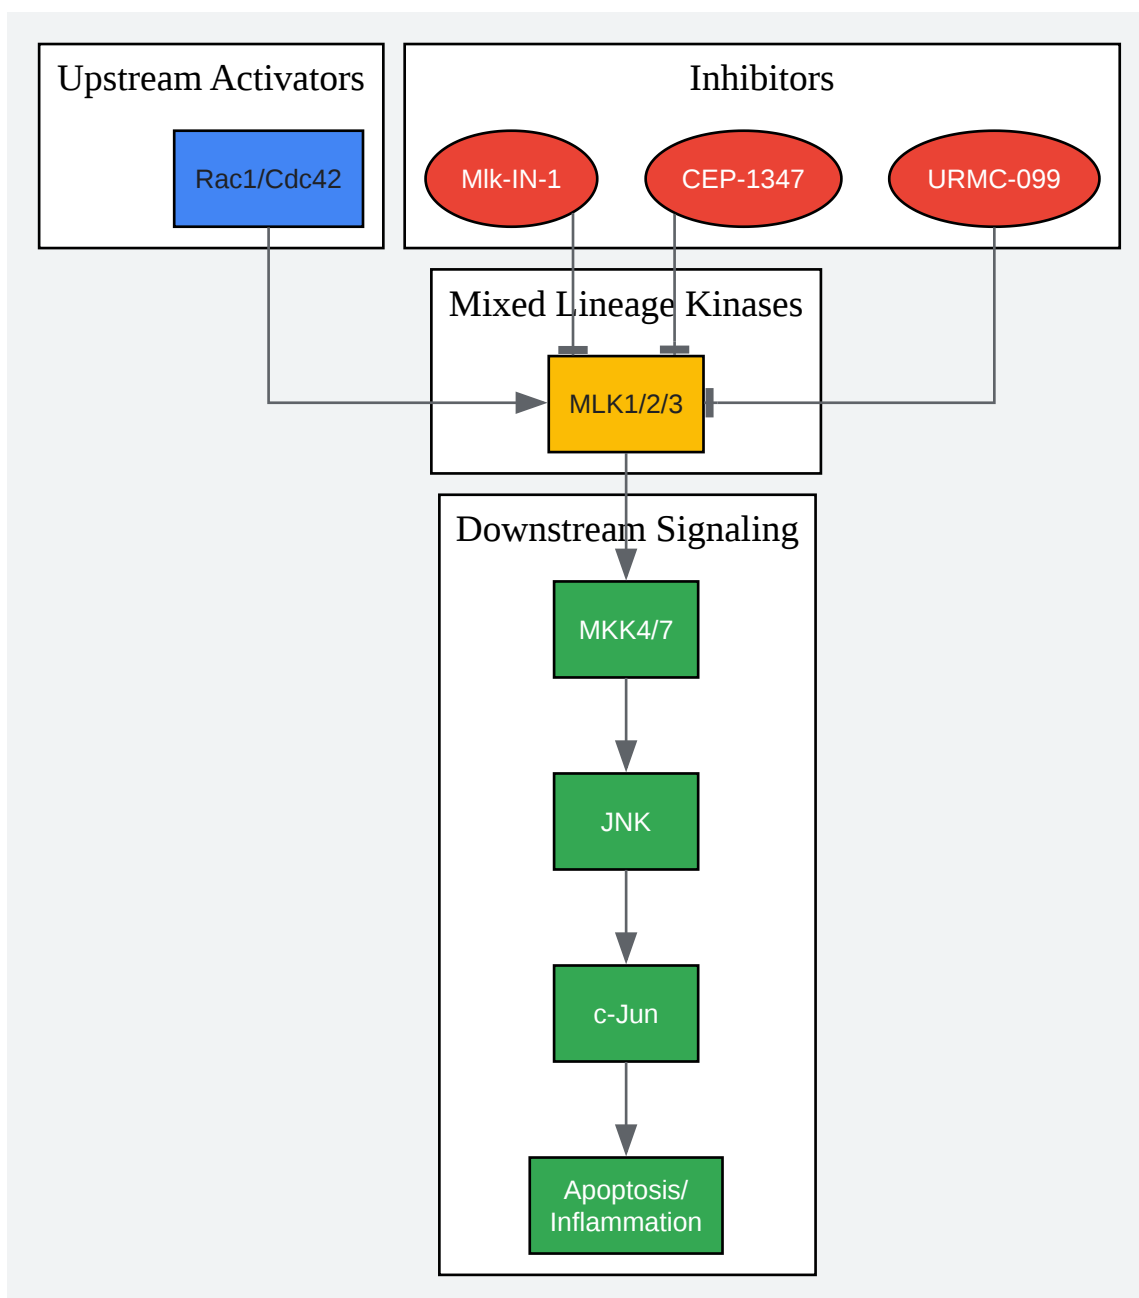 Upstream Activators
Inhibitors
Rac1/Cdc42
Mlk-IN-1
CEP-1347
URMC-099
Mixed Lineage Kinases
MLK1/2/3
Downstream Signaling
MKK4/7
JNK
c-Jun
Apoptosis/
Inflammation